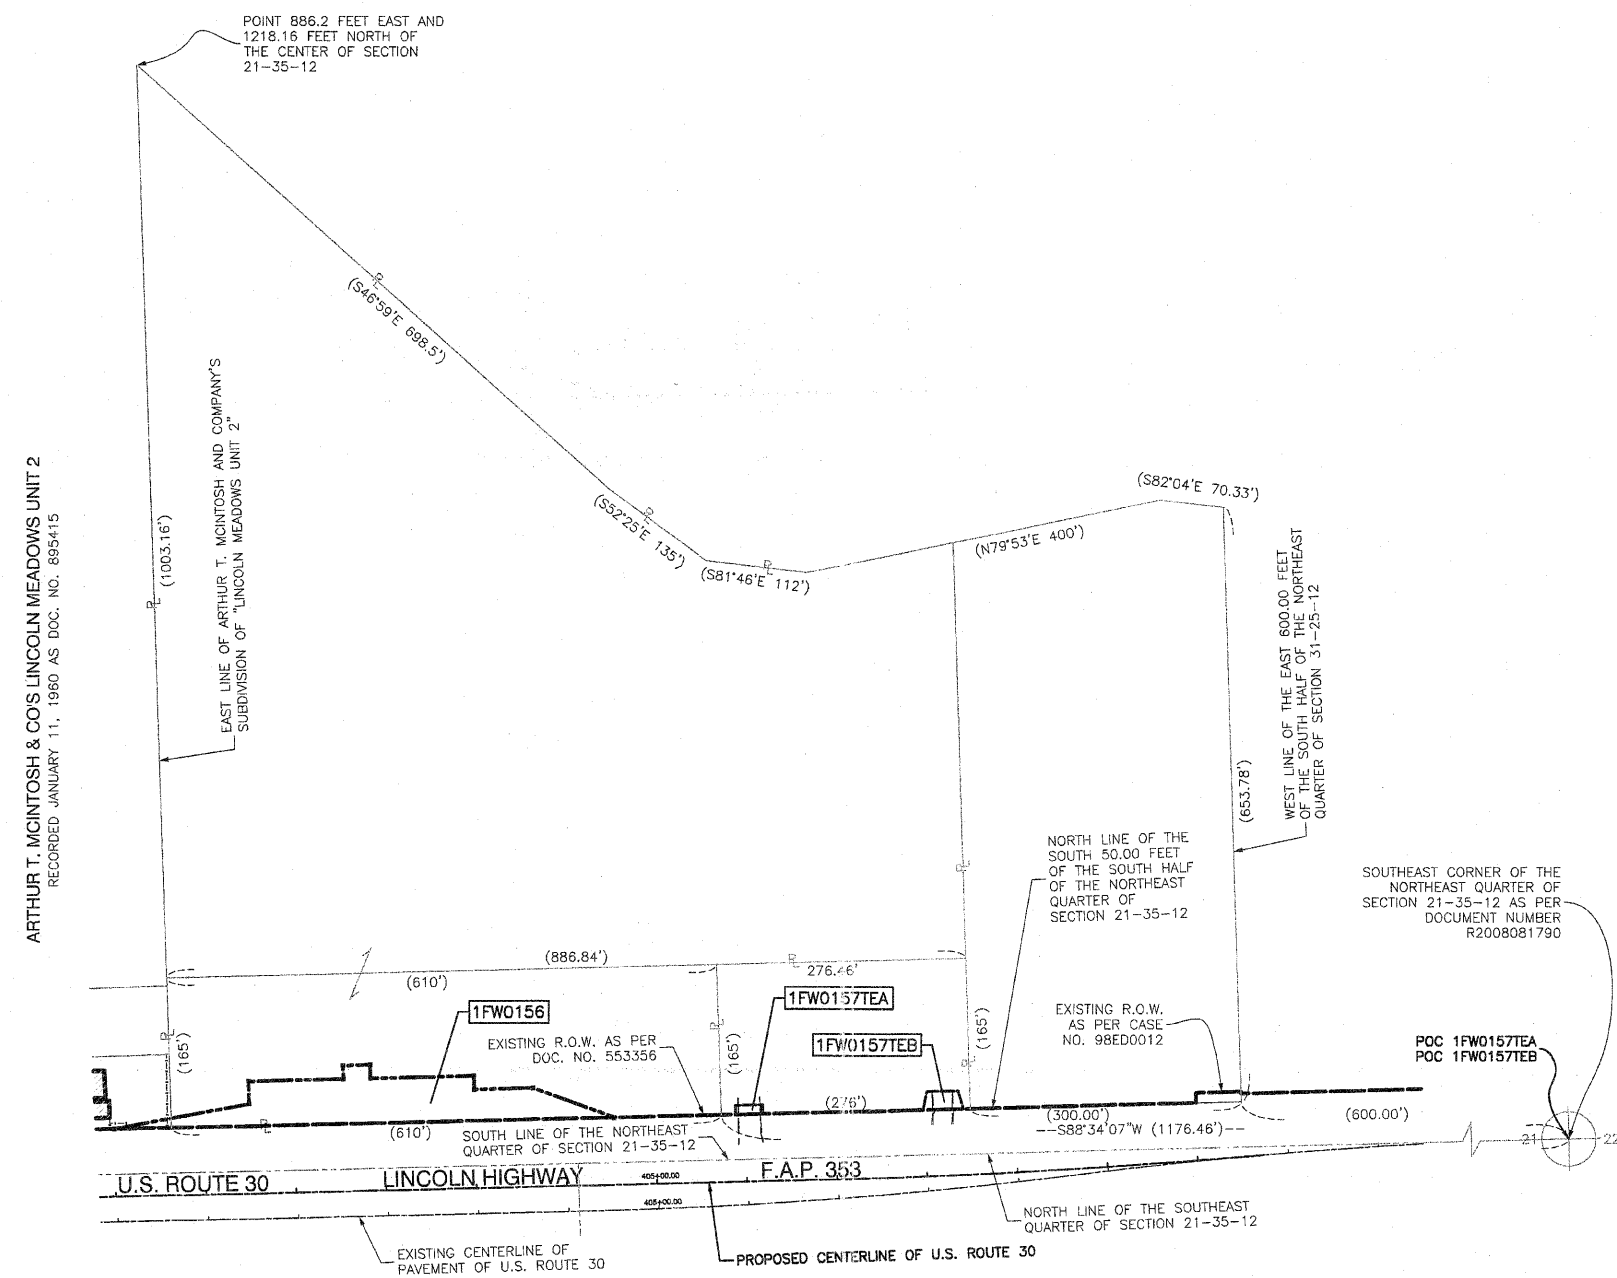 POINT 886.2 FEET EAST AND
1218.16 FEET NORTH OF
THE CENTER OF SECTION
21-35-12
(S46°59'E 698.5')
(S52°25'E 135')
(S81°46'E 112')
(N79°53'E 400')
(S82°04'E 70.33')
ARTHUR T. MCINTOSH & CO'S LINCOLN MEADOWS UNIT 2
RECORDED JANUARY 11, 1960 AS DOC. NO. 895415
(1003.16')
EAST LINE OF ARTHUR T. MCINTOSH AND COMPANY'S
SUBDIVISION OF "LINCOLN MEADOWS UNIT 2"
WEST LINE OF THE EAST 600.00 FEET
OF THE SOUTH HALF OF THE NORTHEAST
QUARTER OF SECTION 31-25-12
(653.78')
NORTH LINE OF THE
SOUTH 50.00 FEET
OF THE SOUTH HALF
OF THE NORTHEAST
QUARTER OF
SECTION 21-35-12
SOUTHEAST CORNER OF THE
NORTHEAST QUARTER OF
SECTION 21-35-12 AS PER
DOCUMENT NUMBER
R2008081790
(886.84')
(610')
276.46'
1FW0156
1FW0157TEA
1FW0157TEB
EXISTING R.O.W. AS PER
DOC. NO. 553356
EXISTING R.O.W.
AS PER CASE
NO. 98ED0012
POC 1FW0157TEA
POC 1FW0157TEB
(165')
(165')
(165')
(276')
(300.00')
(600.00')
S88°34'07"W (1176.46')
(610')
SOUTH LINE OF THE NORTHEAST
QUARTER OF SECTION 21-35-12
21
22
U.S. ROUTE 30
LINCOLN HIGHWAY
F.A.P. 353
405+00.00
405+00.00
NORTH LINE OF THE SOUTHEAST
QUARTER OF SECTION 21-35-12
EXISTING CENTERLINE OF
PAVEMENT OF U.S. ROUTE 30
PROPOSED CENTERLINE OF U.S. ROUTE 30